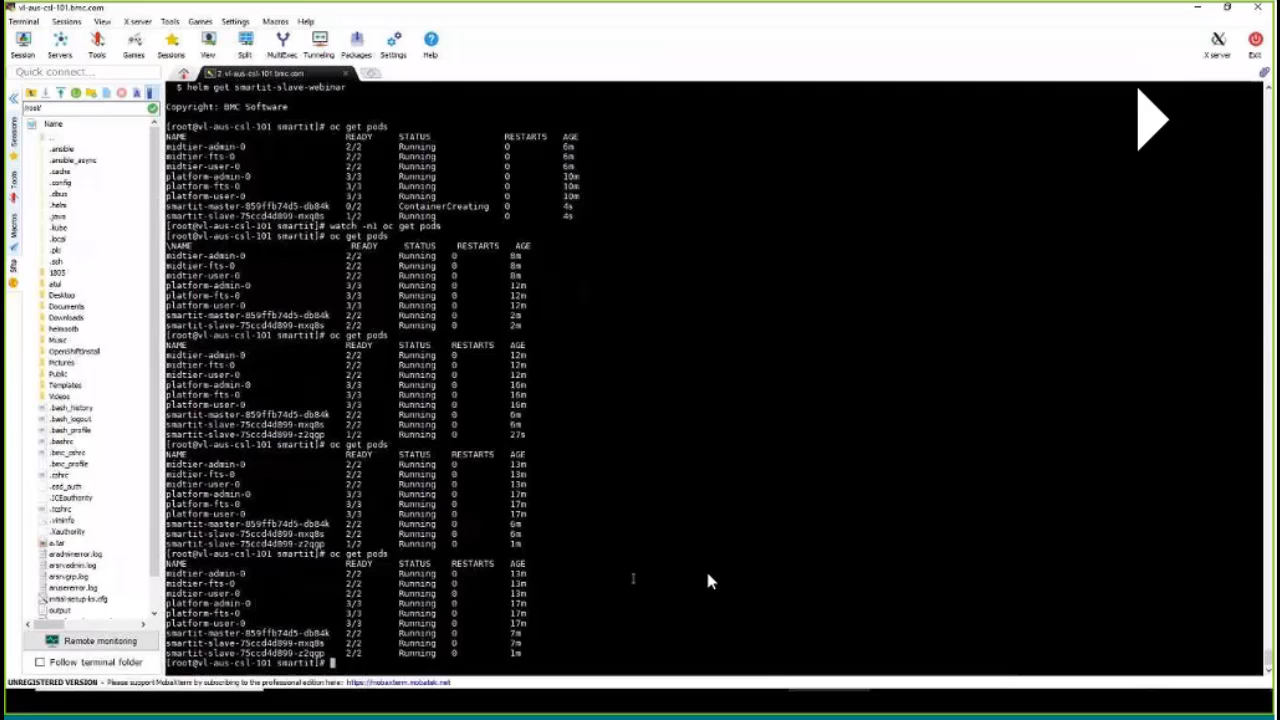 vl-aus-csl-101.bmc.com
Terminal Sessions View X server Tools Games Settings Macros Help
Session Servers Tools Games Sessions View Split MultiExec Tunneling Packages Settings Help X server Exit
Quick connect...
2. vl-aus-csl-101.bmc.com
/root/
Name
..
.ansible
.ansible_async
.cache
.config
.dbus
.helm
.java
.kube
.local
.pki
.ssh
1805
atul
Desktop
Documents
Downloads
helmsoth
Music
OpenShiftInstall
Pictures
Public
Templates
Videos
.bash_history
.bash_logout
.bash_profile
.bashrc
.bmc_cshrc
.bmc_profile
.cshrc
.esd_auth
.ICEauthority
.tcshrc
.viminfo
.Xauthority
a.tar
aradminerror.log
arsrvadmin.log
arsrvgrp.log
arusererror.log
initial-setup-ks.cfg
output
Remote monitoring
Follow terminal folder
Sessions
Tools
Macros
Sftp
$ helm get smartit-slave-webinar
Copyright: BMC Software
[root@vl-aus-csl-101 smartit]# oc get pods
NAME READY STATUS RESTARTS AGE
midtier-admin-0 2/2 Running 0 6m
midtier-fts-0 2/2 Running 0 6m
midtier-user-0 2/2 Running 0 6m
platform-admin-0 3/3 Running 0 10m
platform-fts-0 3/3 Running 0 10m
platform-user-0 3/3 Running 0 10m
smartit-master-859ffb74d5-db84k 0/2 ContainerCreating 0 4s
smartit-slave-75ccd4d899-mxq8s 1/2 Running 0 4s
[root@vl-aus-csl-101 smartit]# watch -n1 oc get pods
[root@vl-aus-csl-101 smartit]# oc get pods
\NAME READY STATUS RESTARTS AGE
midtier-admin-0 2/2 Running 0 8m
midtier-fts-0 2/2 Running 0 8m
midtier-user-0 2/2 Running 0 8m
platform-admin-0 3/3 Running 0 12m
platform-fts-0 3/3 Running 0 12m
platform-user-0 3/3 Running 0 12m
smartit-master-859ffb74d5-db84k 2/2 Running 0 2m
smartit-slave-75ccd4d899-mxq8s 2/2 Running 0 2m
[root@vl-aus-csl-101 smartit]# oc get pods
NAME READY STATUS RESTARTS AGE
midtier-admin-0 2/2 Running 0 12m
midtier-fts-0 2/2 Running 0 12m
midtier-user-0 2/2 Running 0 12m
platform-admin-0 3/3 Running 0 16m
platform-fts-0 3/3 Running 0 16m
platform-user-0 3/3 Running 0 16m
smartit-master-859ffb74d5-db84k 2/2 Running 0 6m
smartit-slave-75ccd4d899-mxq8s 2/2 Running 0 6m
smartit-slave-75ccd4d899-z2qqp 1/2 Running 0 27s
[root@vl-aus-csl-101 smartit]# oc get pods
NAME READY STATUS RESTARTS AGE
midtier-admin-0 2/2 Running 0 13m
midtier-fts-0 2/2 Running 0 13m
midtier-user-0 2/2 Running 0 13m
platform-admin-0 3/3 Running 0 17m
platform-fts-0 3/3 Running 0 17m
platform-user-0 3/3 Running 0 17m
smartit-master-859ffb74d5-db84k 2/2 Running 0 6m
smartit-slave-75ccd4d899-mxq8s 2/2 Running 0 6m
smartit-slave-75ccd4d899-z2qqp 2/2 Running 0 1m
[root@vl-aus-csl-101 smartit]# oc get pods
NAME READY STATUS RESTARTS AGE
midtier-admin-0 2/2 Running 0 13m
midtier-fts-0 2/2 Running 0 13m
midtier-user-0 2/2 Running 0 13m
platform-admin-0 3/3 Running 0 17m
platform-fts-0 3/3 Running 0 17m
platform-user-0 3/3 Running 0 17m
smartit-master-859ffb74d5-db84k 2/2 Running 0 7m
smartit-slave-75ccd4d899-mxq8s 2/2 Running 0 7m
smartit-slave-75ccd4d899-z2qqp 2/2 Running 0 1m
[root@vl-aus-csl-101 smartit]#
UNREGISTERED VERSION - Please support MobaXterm by subscribing to the professional edition here: https://mobaxterm.mobatek.net